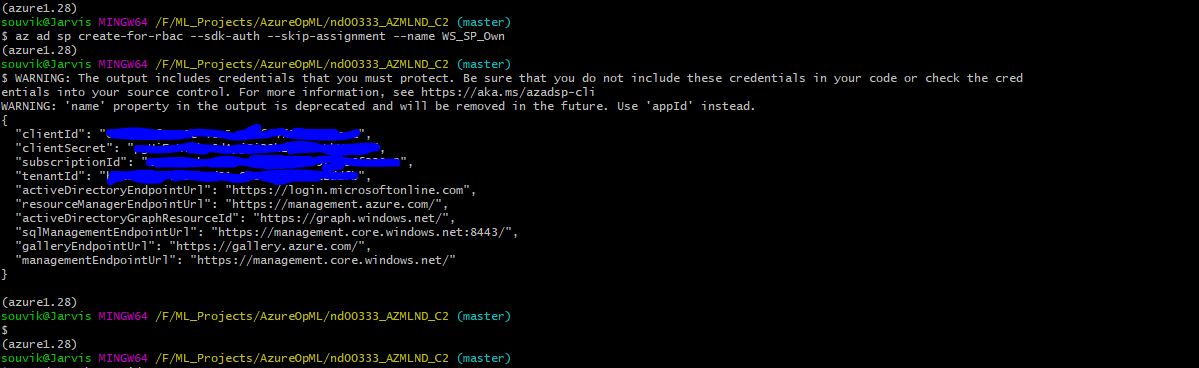 (azure1.28)
souvik@Jarvis MINGW64 /F/ML_Projects/AzureOpML/nd00333_AZMLND_C2 (master)
$ az ad sp create-for-rbac --sdk-auth --skip-assignment --name WS_SP_Own
(azure1.28)
souvik@Jarvis MINGW64 /F/ML_Projects/AzureOpML/nd00333_AZMLND_C2 (master)
$ WARNING: The output includes credentials that you must protect. Be sure that you do not include these credentials in your code or check the cred
entials into your source control. For more information, see https://aka.ms/azadsp-cli
WARNING: 'name' property in the output is deprecated and will be removed in the future. Use 'appId' instead.
{
"clientId": "
"clientSecret": "
"subscriptionId": "
"tenantId": "
"activeDirectoryEndpointUrl": "https://login.microsoftonline.com",
"resourceManagerEndpointUrl": "https://management.azure.com/",
"activeDirectoryGraphResourceId": "https://graph.windows.net/",
"sqlManagementEndpointUrl": "https://management.core.windows.net:8443/",
"galleryEndpointUrl": "https://gallery.azure.com/",
"managementEndpointUrl": "https://management.core.windows.net/"
}
(azure1.28)
souvik@Jarvis MINGW64 /F/ML_Projects/AzureOpML/nd00333_AZMLND_C2 (master)
$
(azure1.28)
souvik@Jarvis MINGW64 /F/ML_Projects/AzureOpML/nd00333_AZMLND_C2 (master)